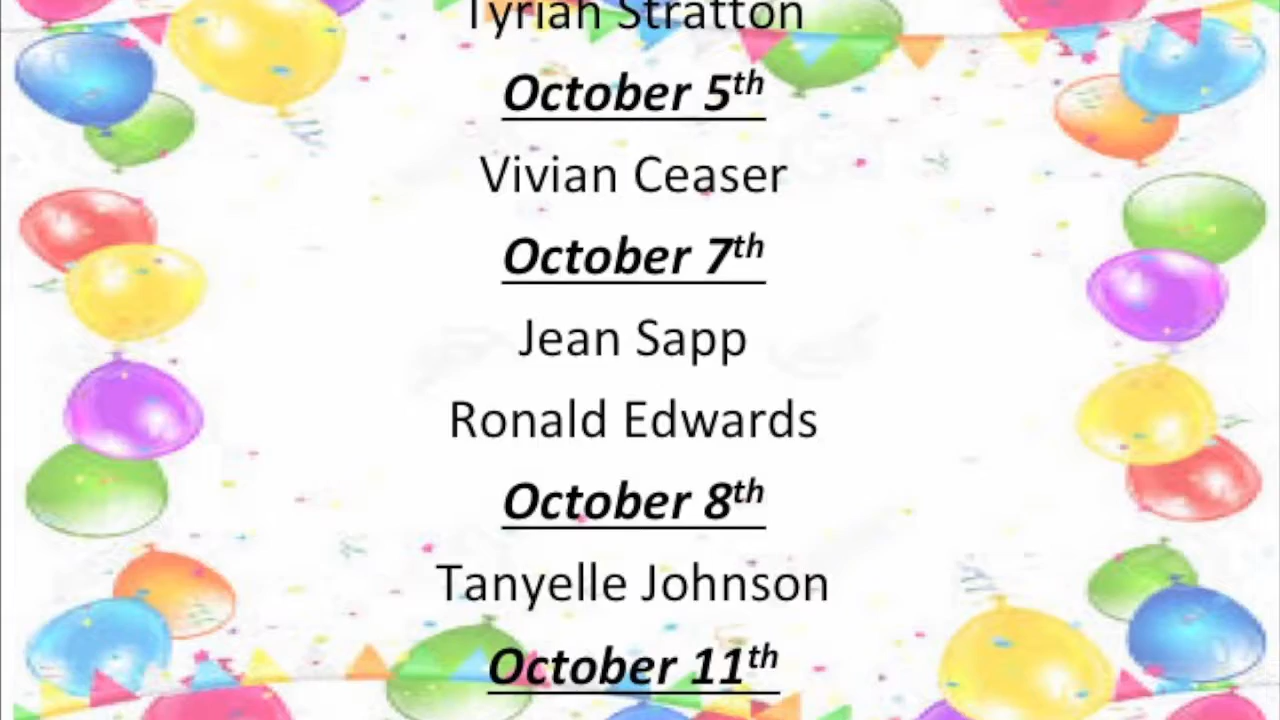 Tyriah Stratton
October 5th
Vivian Ceaser
October 7th
Jean Sapp
Ronald Edwards
October 8th
Tanyelle Johnson
October 11th